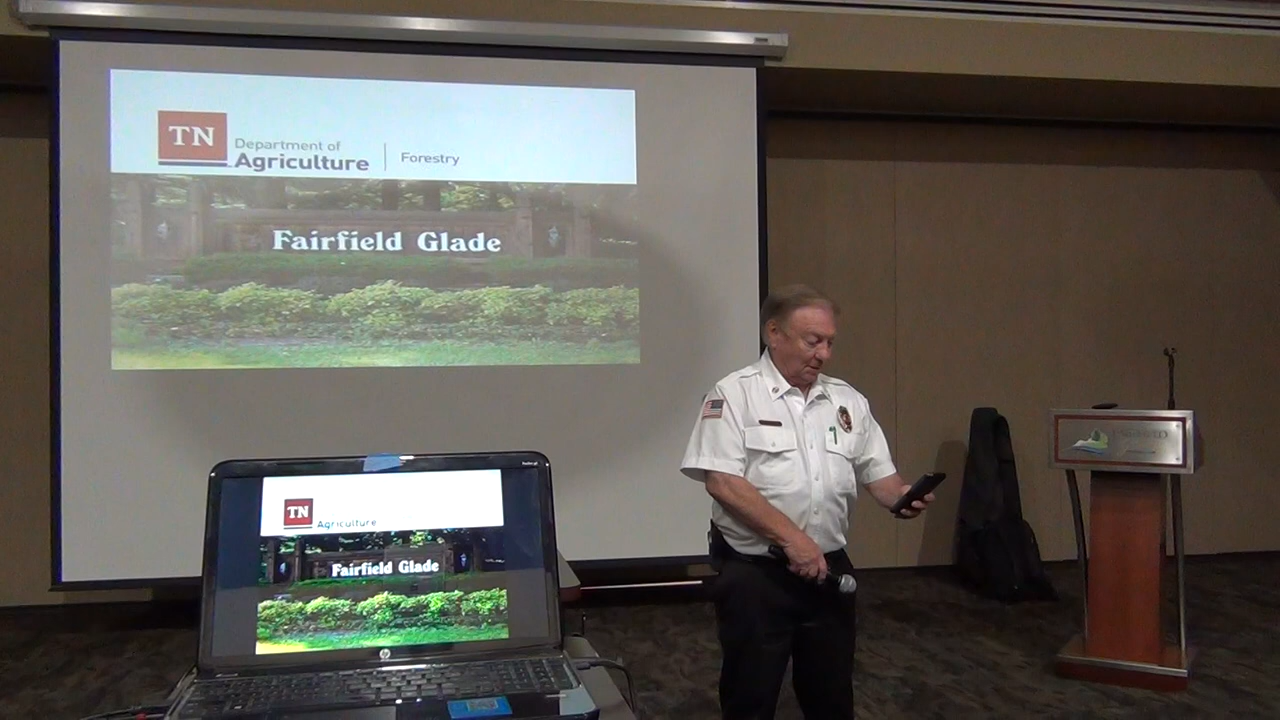 TN
Department of
Agriculture
Forestry
Fairfield Glade
TN
Agriculture
Fairfield Glade
hp